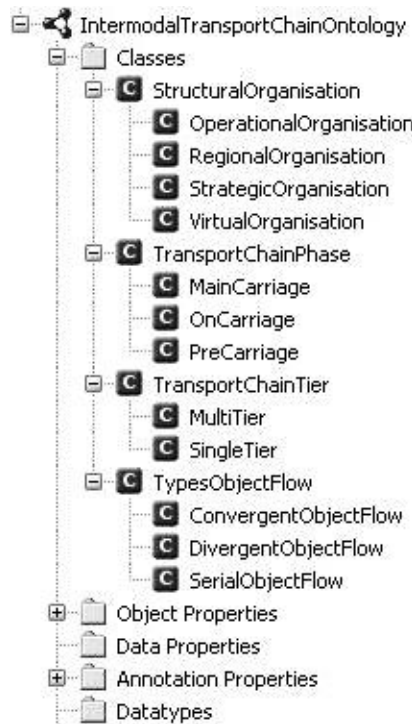 IntermodalTransportChainOntology
Classes
StructuralOrganisation
OperationalOrganisation
RegionalOrganisation
StrategicOrganisation
VirtualOrganisation
TransportChainPhase
MainCarriage
OnCarriage
PreCarriage
TransportChainTier
MultiTier
SingleTier
TypesObjectFlow
ConvergentObjectFlow
DivergentObjectFlow
SerialObjectFlow
Object Properties
Data Properties
Annotation Properties
Datatypes